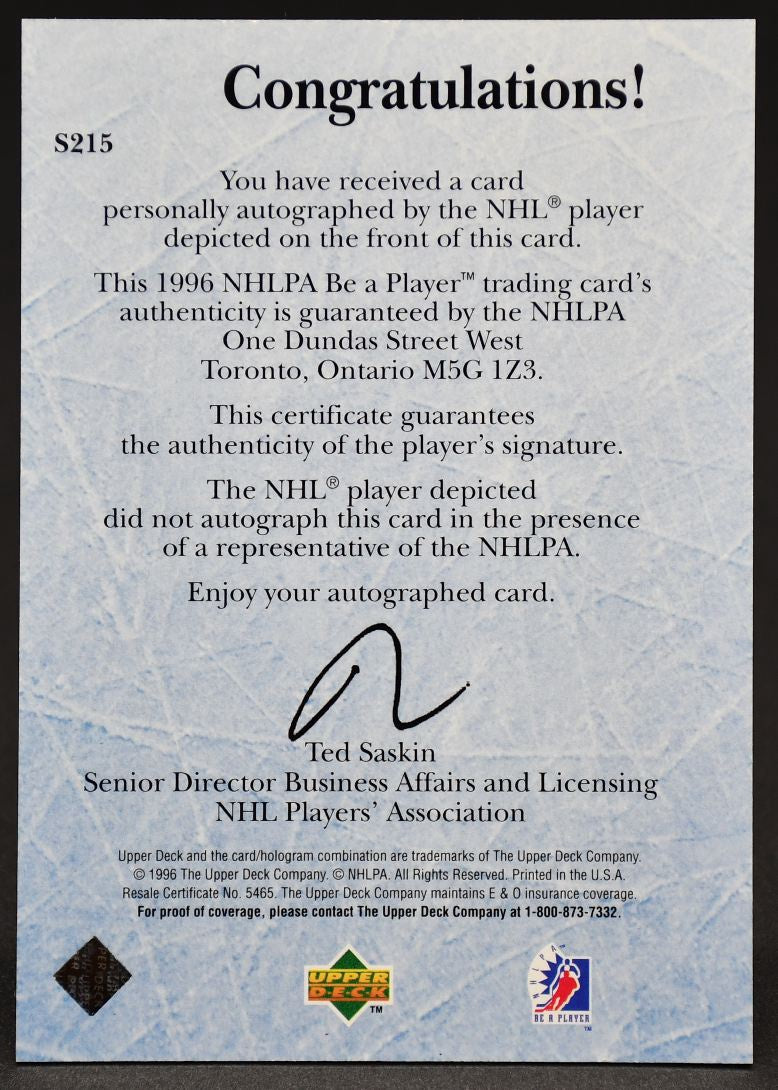 Congratulations!
S215
You have received a card
personally autographed by the NHL® player
depicted on the front of this card.
This 1996 NHLPA Be a Player™ trading card's
authenticity is guaranteed by the NHLPA
One Dundas Street West
Toronto, Ontario M5G 1Z3.
This certificate guarantees
the authenticity of the player's signature.
The NHL® player depicted
did not autograph this card in the presence
of a representative of the NHLPA.
Enjoy your autographed card.
Ted Saskin
Senior Director Business Affairs and Licensing
NHL Players' Association
Upper Deck and the card/hologram combination are trademarks of The Upper Deck Company.
© 1996 The Upper Deck Company. © NHLPA. All Rights Reserved. Printed in the U.S.A.
Resale Certificate No. 5465. The Upper Deck Company maintains E & O insurance coverage.
For proof of coverage, please contact The Upper Deck Company at 1-800-873-7332.
UPPER
DECK
™
NHLPA™
BE A PLAYER
™